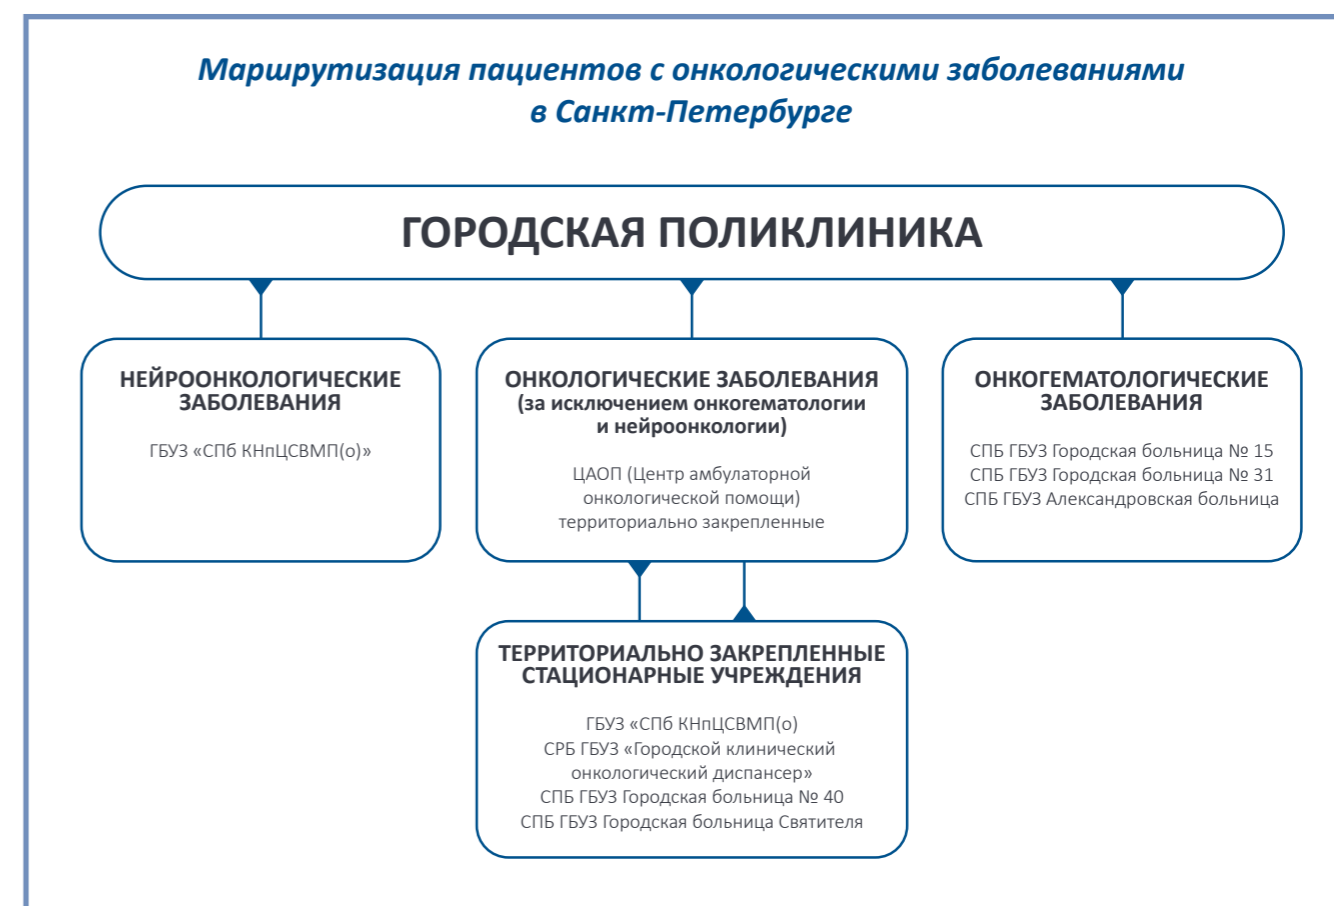 Маршрутизация пациентов с онкологическими заболеваниями
в Санкт-Петербурге
ГОРОДСКАЯ ПОЛИКЛИНИКА
НЕЙРООНКОЛОГИЧЕСКИЕ
ЗАБОЛЕВАНИЯ
ГБУЗ «СПб КНпЦСВМП(о)»
ОНКОЛОГИЧЕСКИЕ ЗАБОЛЕВАНИЯ
(за исключением онкогематологии
и нейроонкологии)
ЦАОП (Центр амбулаторной
онкологической помощи)
территориально закрепленные
ОНКОГЕМАТОЛОГИЧЕСКИЕ
ЗАБОЛЕВАНИЯ
СПБ ГБУЗ Городская больница № 15
СПБ ГБУЗ Городская больница № 31
СПБ ГБУЗ Александровская больница
ТЕРРИТОРИАЛЬНО ЗАКРЕПЛЕННЫЕ
СТАЦИОНАРНЫЕ УЧРЕЖДЕНИЯ
ГБУЗ «СПб КНпЦСВМП(о)
СРБ ГБУЗ «Городской клинический
онкологический диспансер»
СПБ ГБУЗ Городская больница № 40
СПБ ГБУЗ Городская больница Святителя